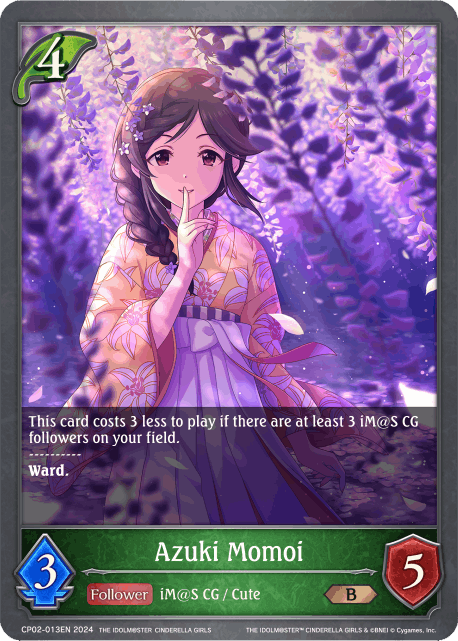 4
This card costs 3 less to play if there are at least 3 iM@S CG
followers on your field.
----------
Ward.
Azuki Momoi
3
Follower iM@S CG / Cute
B
5
CP02-013EN 2024 THE IDOLM@STER CINDERELLA GIRLS THE IDOLM@STER™ CINDERELLA GIRLS & ©BNEI © Cygames, Inc.